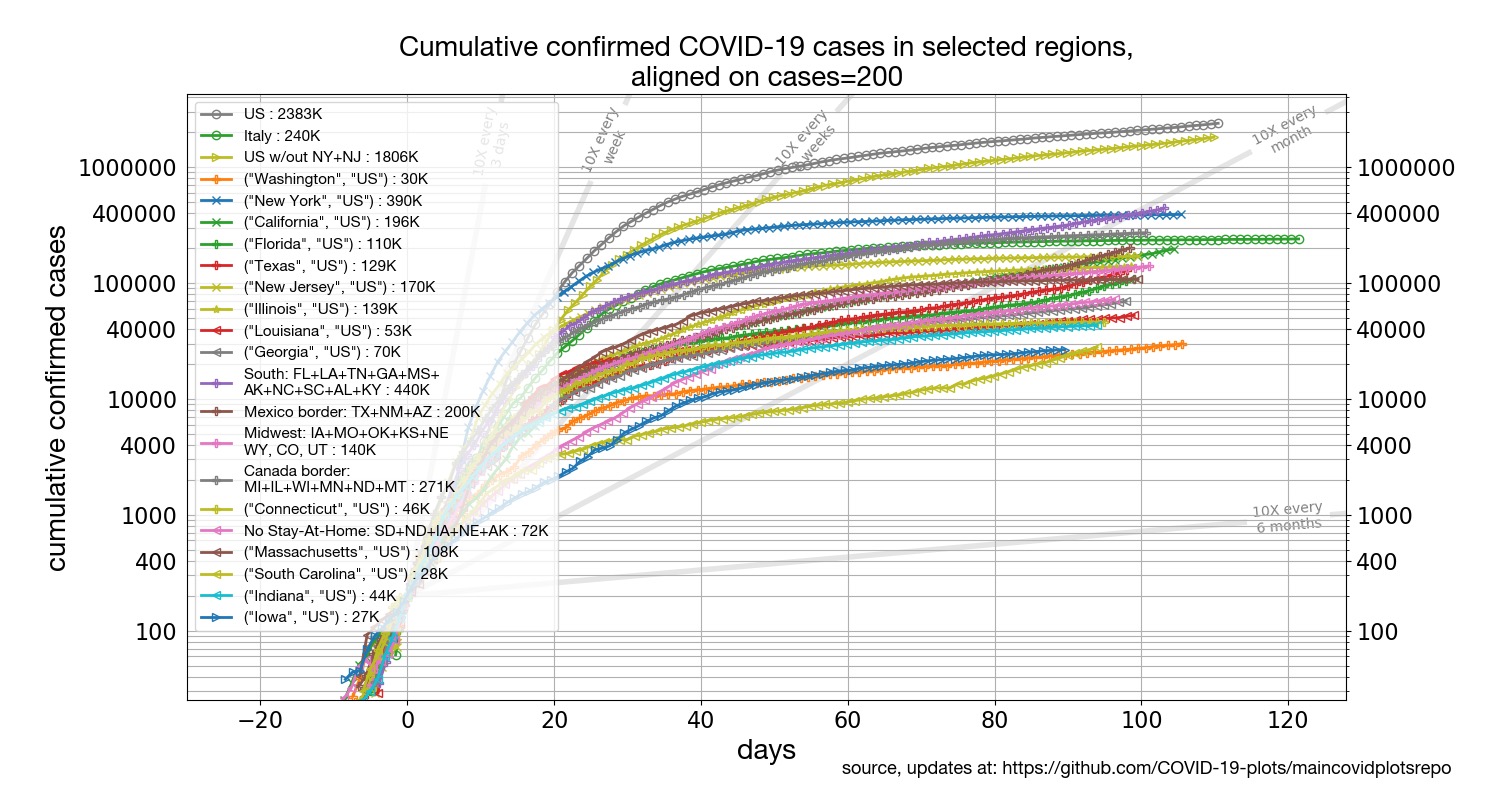 Cumulative confirmed COVID-19 cases in selected regions,
aligned on cases=200
cumulative confirmed cases
1000000
400000
100000
40000
10000
4000
1000
400
100
US : 2383K
Italy : 240K
US w/out NY+NJ : 1806K
("Washington", "US") : 30K
("New York", "US") : 390K
("California", "US") : 196K
("Florida", "US") : 110K
("Texas", "US") : 129K
("New Jersey", "US") : 170K
("Illinois", "US") : 139K
("Louisiana", "US") : 53K
("Georgia", "US") : 70K
South: FL+LA+TN+GA+MS+
AK+NC+SC+AL+KY : 440K
Mexico border: TX+NM+AZ : 200K
Midwest: IA+MO+OK+KS+NE
WY, CO, UT : 140K
Canada border:
MI+IL+WI+MN+ND+MT : 271K
("Connecticut", "US") : 46K
No Stay-At-Home: SD+ND+IA+NE+AK : 72K
("Massachusetts", "US") : 108K
("South Carolina", "US") : 28K
("Indiana", "US") : 44K
("Iowa", "US") : 27K
10X every
3 days
10X every
week
10X every
weeks
10X every
month
10X every
6 months
1000000
400000
100000
40000
10000
4000
1000
400
100
−20
0
20
40
60
80
100
120
days
source, updates at: https://github.com/COVID-19-plots/maincovidplotsrepo